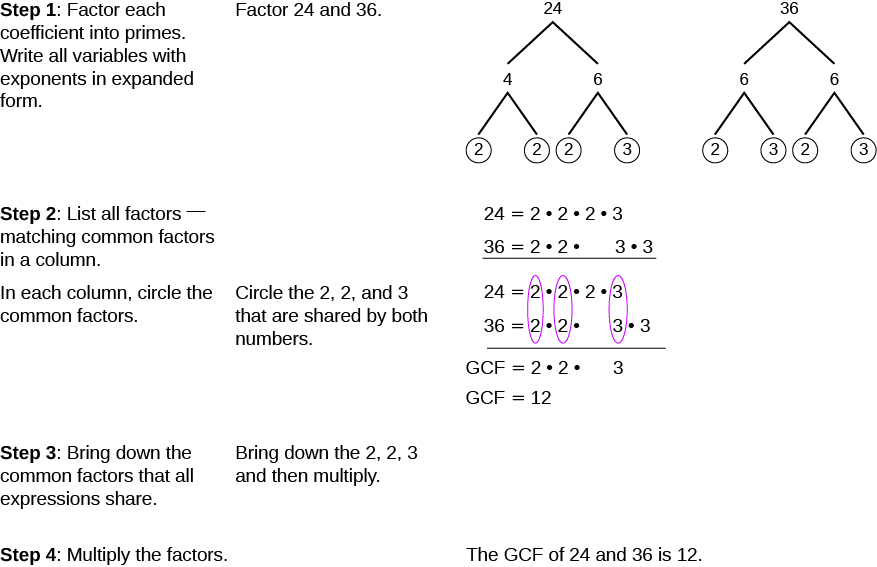 Step 1: Factor each
coefficient into primes.
Write all variables with
exponents in expanded
form.
Factor 24 and 36.
24
4 6
2 2 2 3
36
6 6
2 3 2 3
Step 2: List all factors —
matching common factors
in a column.
24 = 2 • 2 • 2 • 3
36 = 2 • 2 • 3 • 3
In each column, circle the
common factors.
Circle the 2, 2, and 3
that are shared by both
numbers.
24 = 2 • 2 • 2 • 3
36 = 2 • 2 • 3 • 3
GCF = 2 • 2 • 3
GCF = 12
Step 3: Bring down the
common factors that all
expressions share.
Bring down the 2, 2, 3
and then multiply.
Step 4: Multiply the factors.
The GCF of 24 and 36 is 12.